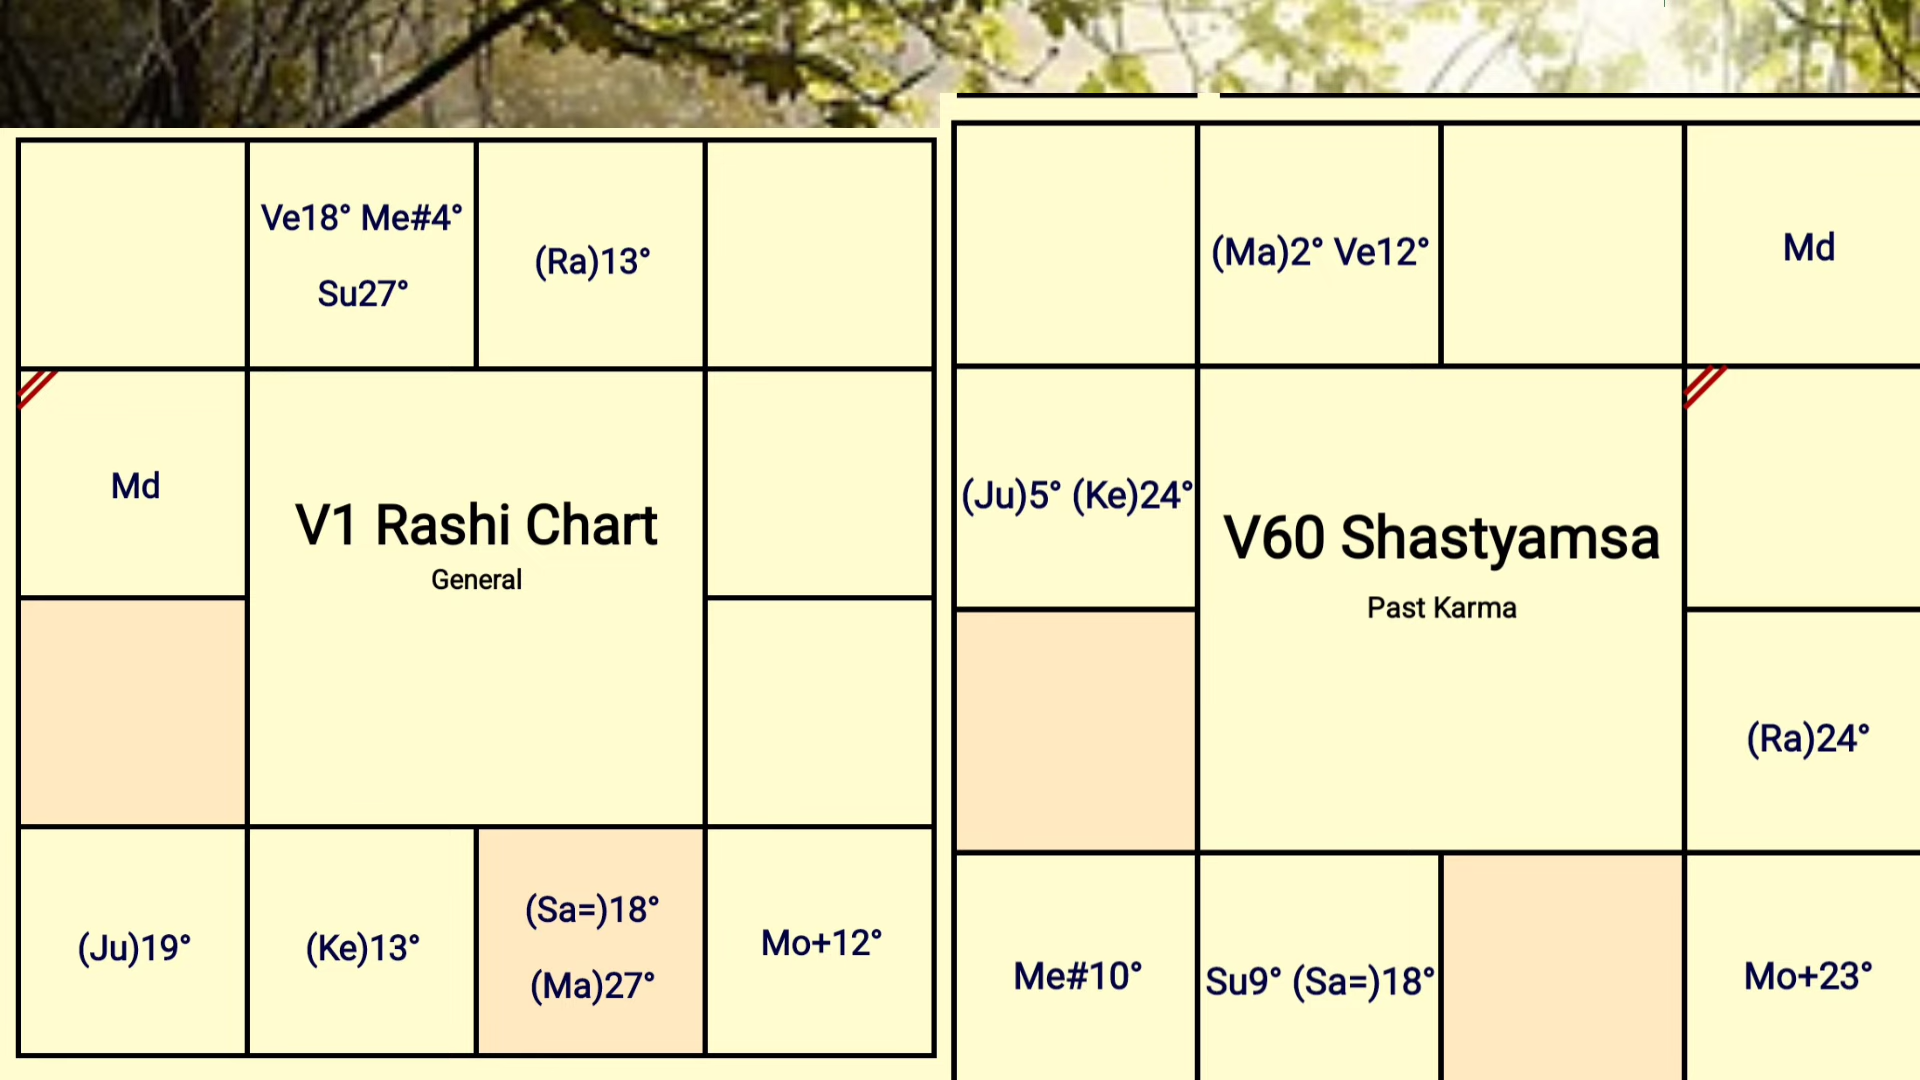 Ve18° Me#4°
Su27°
(Ra)13°
Md
V1 Rashi Chart
General
(Ju)19°
(Ke)13°
(Sa=)18°
(Ma)27°
Mo+12°
(Ma)2° Ve12°
Md
(Ju)5° (Ke)24°
V60 Shastyamsa
Past Karma
(Ra)24°
Me#10°
Su9° (Sa=)18°
Mo+23°